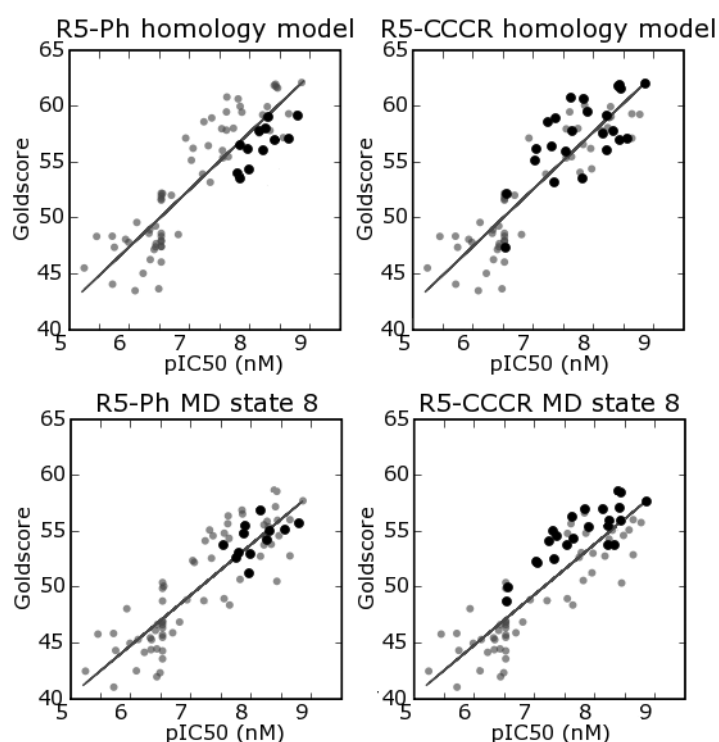 R5-Ph homology model R5-CCCR homology model
65 65
60 60
55 55
Goldscore Goldscore
50 50
45 45
40 40
5 6 7 8 9 5 6 7 8 9
pIC50 (nM) pIC50 (nM)
R5-Ph MD state 8 R5-CCCR MD state 8
65 65
60 60
55 55
Goldscore Goldscore
50 50
45 45
40 40
5 6 7 8 9 5 6 7 8 9
pIC50 (nM) pIC50 (nM)